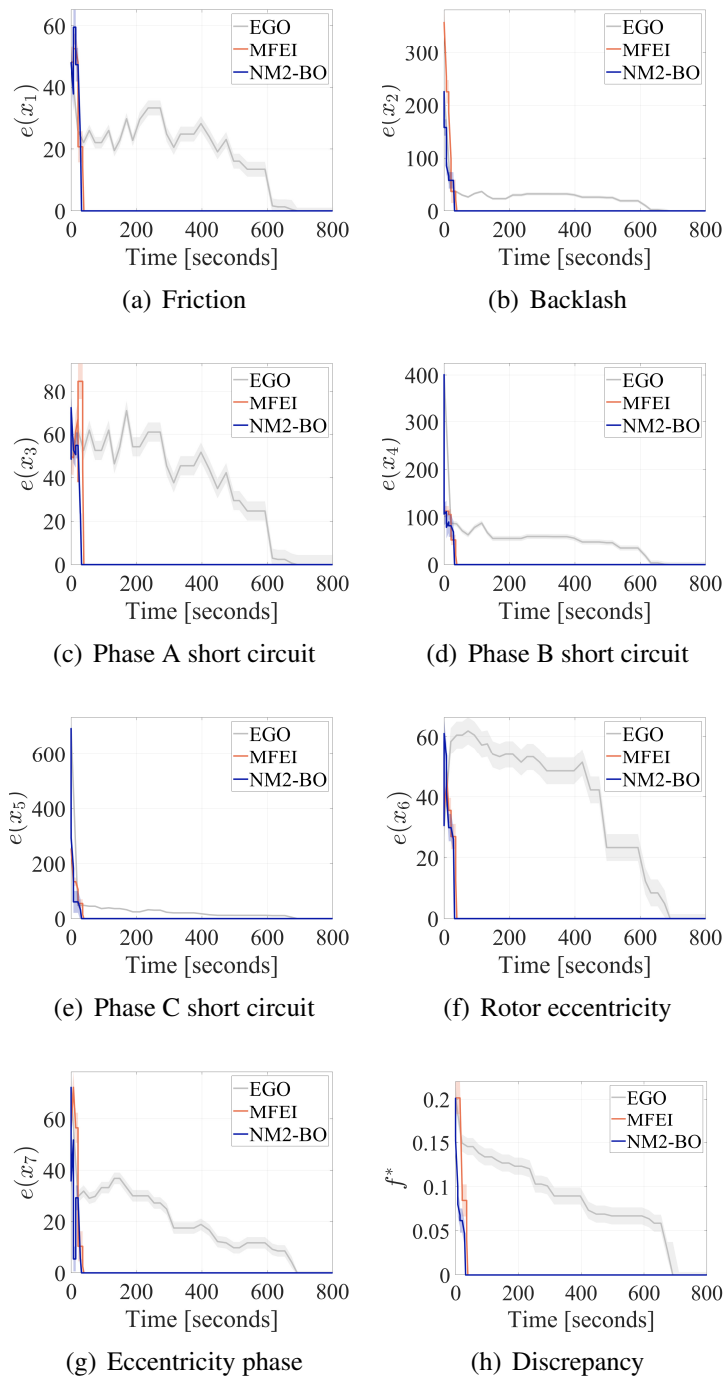 60
40
20
0
e(x₁)
EGO
MFEI
NM2-BO
0 200 400 600 800
Time [seconds]
(a) Friction
300
200
100
0
e(x₂)
EGO
MFEI
NM2-BO
0 200 400 600 800
Time [seconds]
(b) Backlash
80
60
40
20
0
e(x₃)
EGO
MFEI
NM2-BO
0 200 400 600 800
Time [seconds]
(c) Phase A short circuit
400
300
200
100
0
e(x₄)
EGO
MFEI
NM2-BO
0 200 400 600 800
Time [seconds]
(d) Phase B short circuit
600
400
200
0
e(x₅)
EGO
MFEI
NM2-BO
0 200 400 600 800
Time [seconds]
(e) Phase C short circuit
60
40
20
0
e(x₆)
EGO
MFEI
NM2-BO
0 200 400 600 800
Time [seconds]
(f) Rotor eccentricity
60
40
20
0
e(x₇)
EGO
MFEI
NM2-BO
0 200 400 600 800
Time [seconds]
(g) Eccentricity phase
0.2
0.15
0.1
0.05
0
f*
EGO
MFEI
NM2-BO
0 200 400 600 800
Time [seconds]
(h) Discrepancy